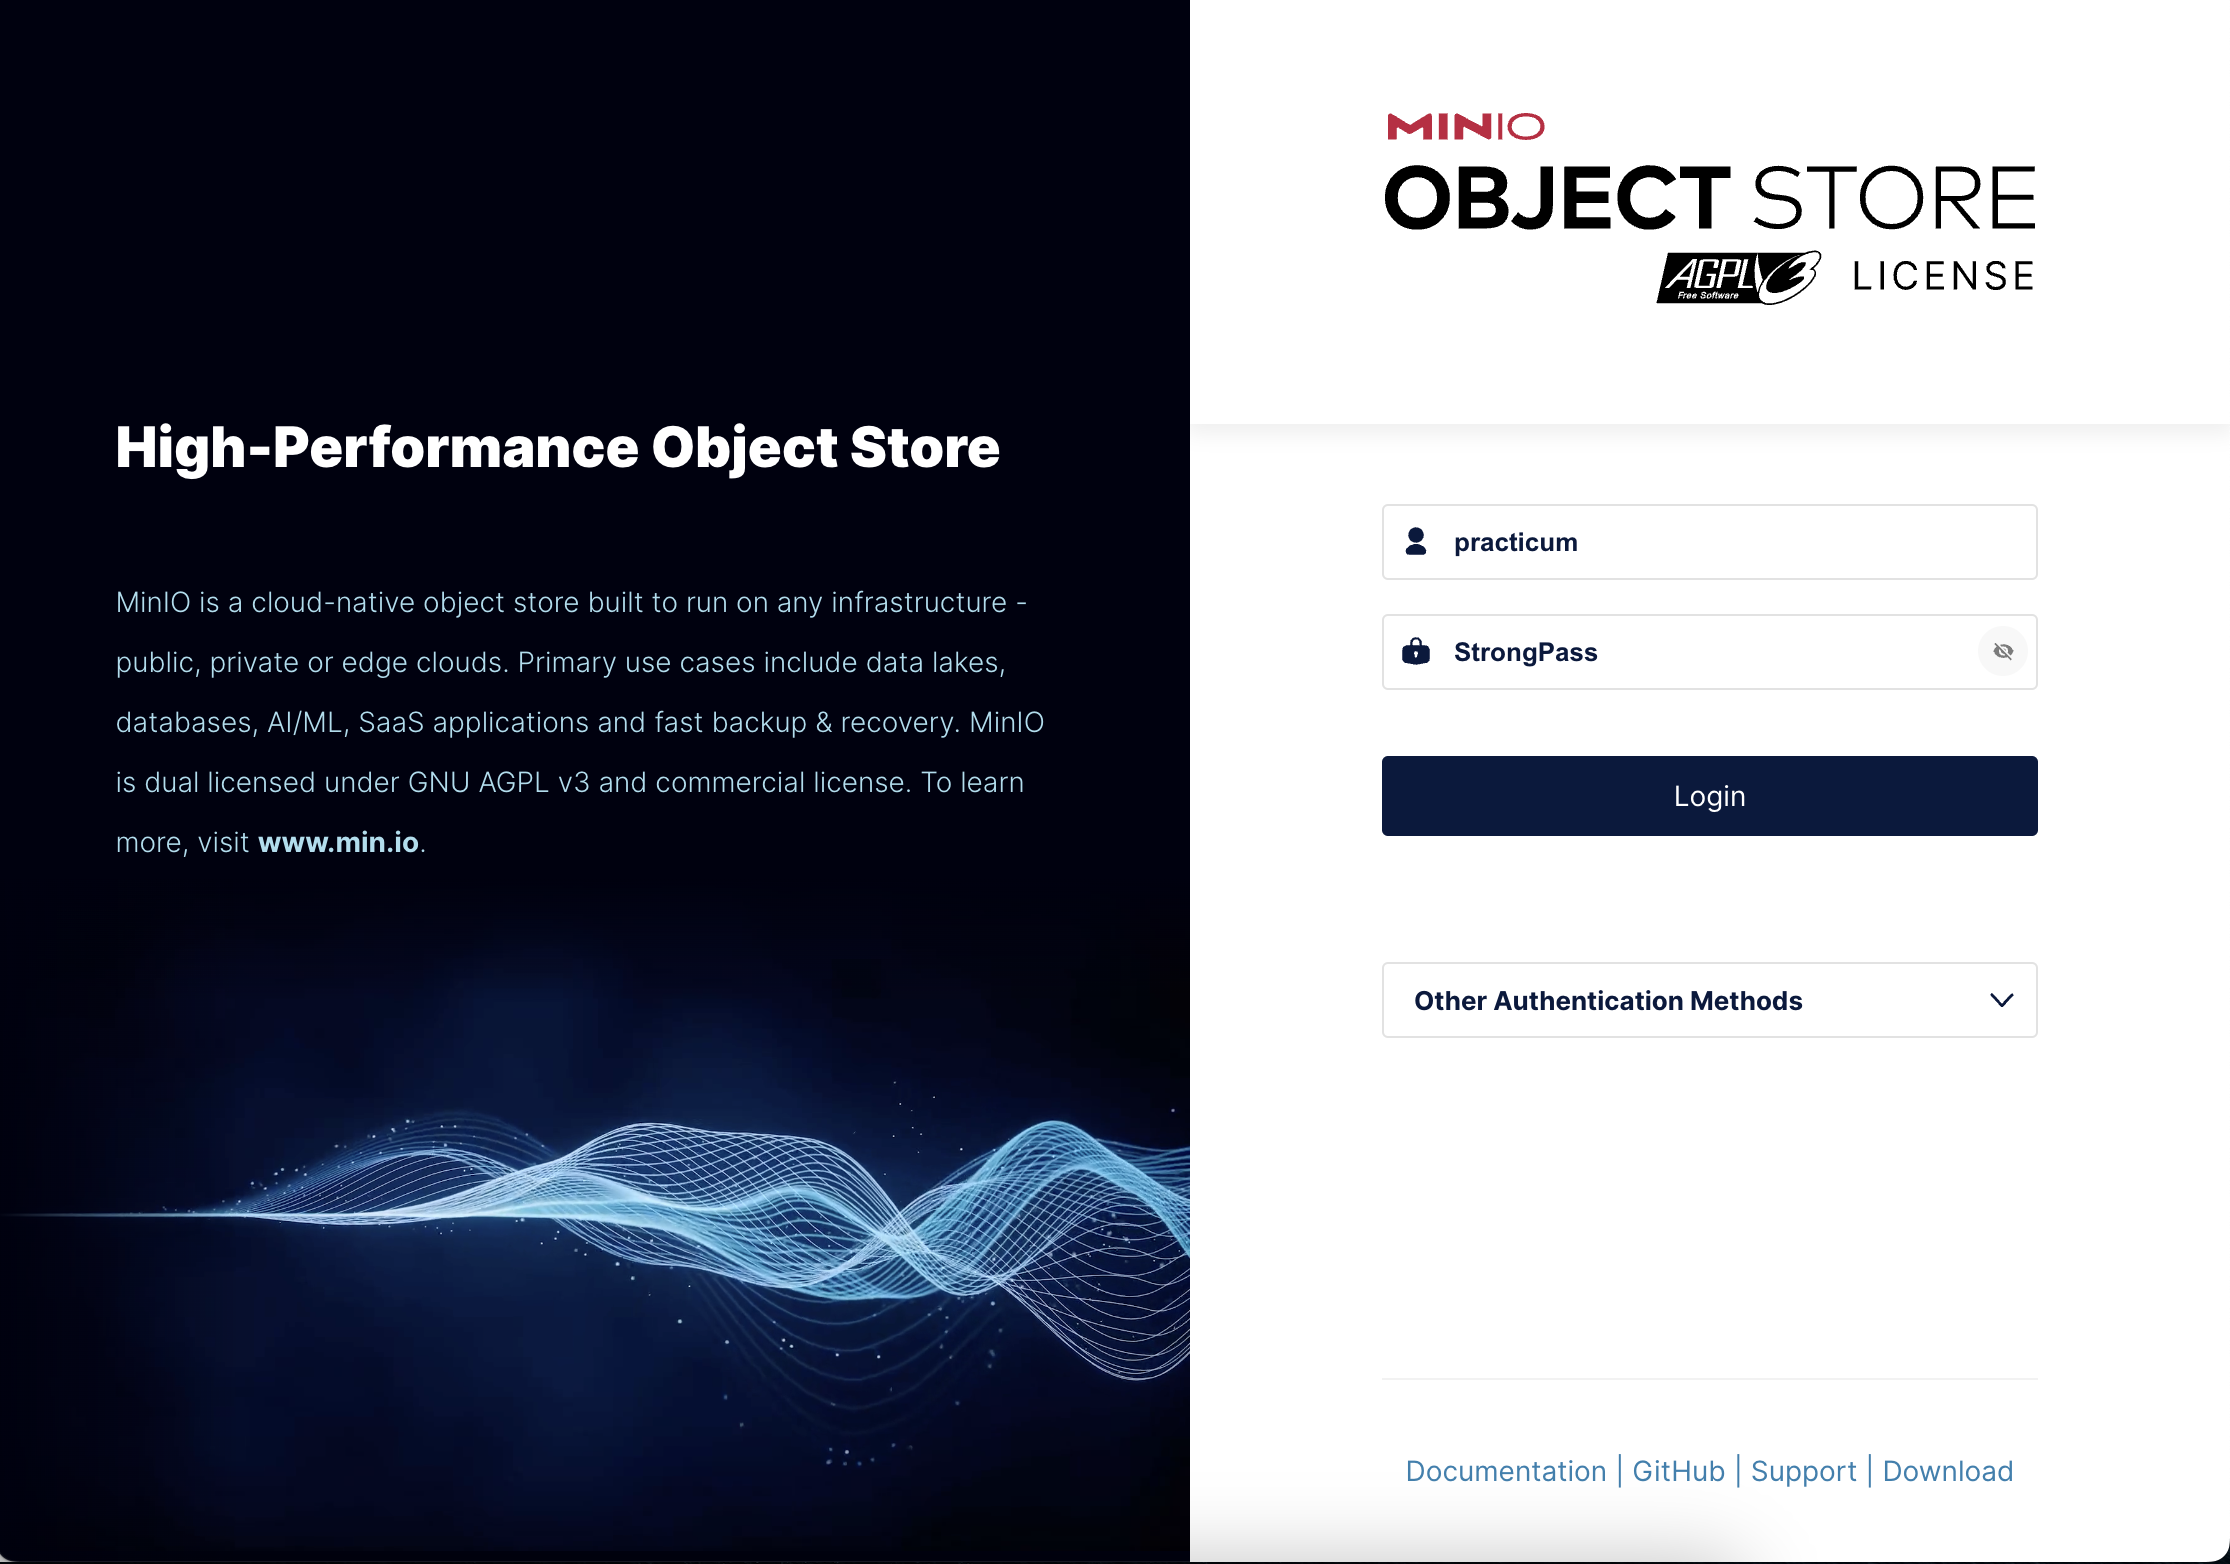 High-Performance Object Store
MinIO is a cloud-native object store built to run on any infrastructure -
public, private or edge clouds. Primary use cases include data lakes,
databases, AI/ML, SaaS applications and fast backup & recovery. MinIO
is dual licensed under GNU AGPL v3 and commercial license. To learn
more, visit www.min.io.
MINIO
OBJECT STORE
AGPLv3 LICENSE
Free Software
practicum
StrongPass
Login
Other Authentication Methods
Documentation | GitHub | Support | Download